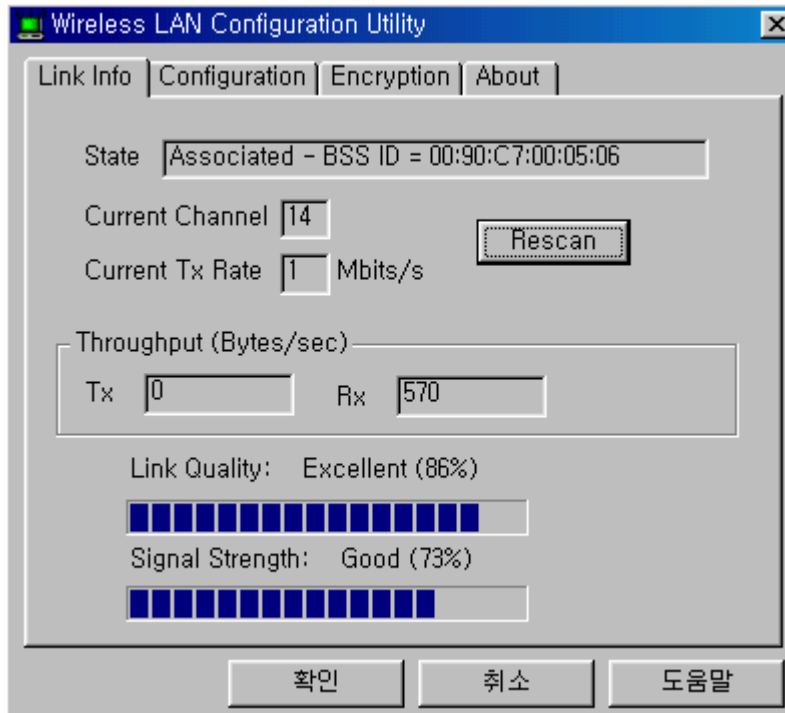 Wireless LAN Configuration Utility
Link Info Configuration Encryption About
State Associated - BSS ID = 00:90:C7:00:05:06
Current Channel 14
Rescan
Current Tx Rate 1 Mbits/s
Throughput (Bytes/sec)
Tx 0 Rx 570
Link Quality: Excellent (86%)
Signal Strength: Good (73%)
확인 취소 도움말